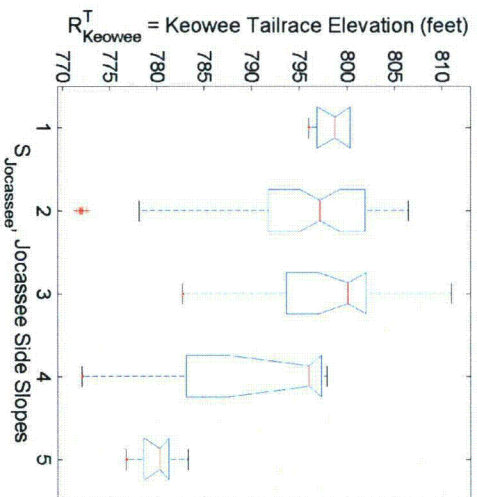 R^T_Keowee = Keowee Tailrace Elevation (feet)
770 775 780 785 790 795 800 805 810
1
2
3
4
5
S_Jocassee, Jocassee Side Slopes